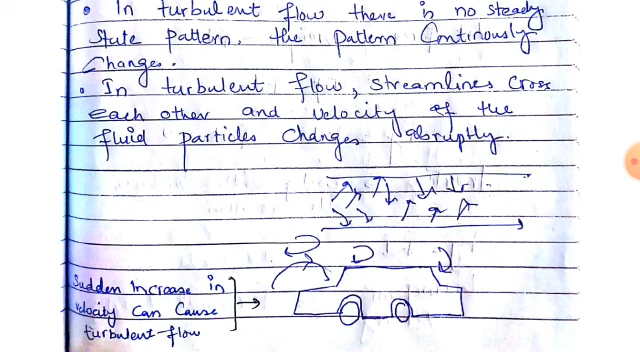 • In turbulent flow there is no steady
State pattern. the pattern Continously
Changes.
• In turbulent flow, streamlines cross
each other and velocity of the
fluid particles Changes abruptly.
Sudden Increase in
velocity Can Cause
turbulent flow